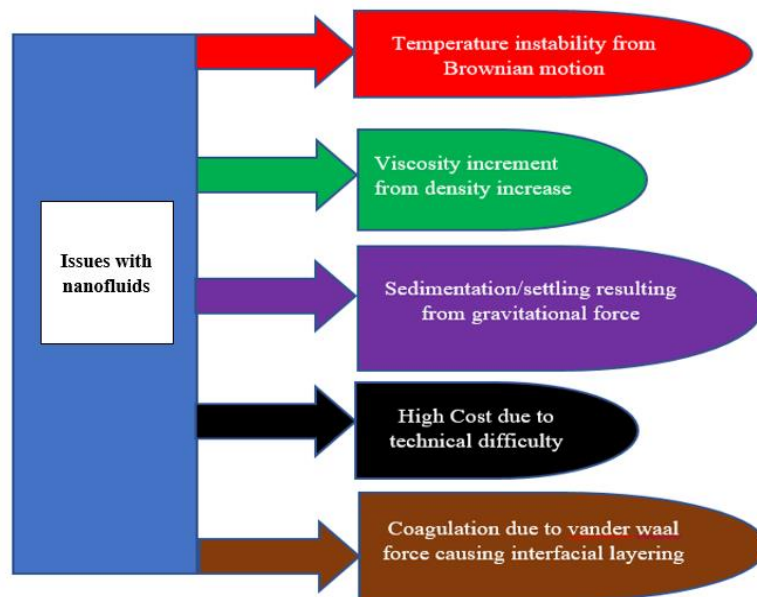 Temperature instability from
Brownian motion
Viscosity increment
from density increase
Issues with
nanofluids
Sedimentation/settling resulting
from gravitational force
High Cost due to
technical difficulty
Coagulation due to vander waal
force causing interfacial layering